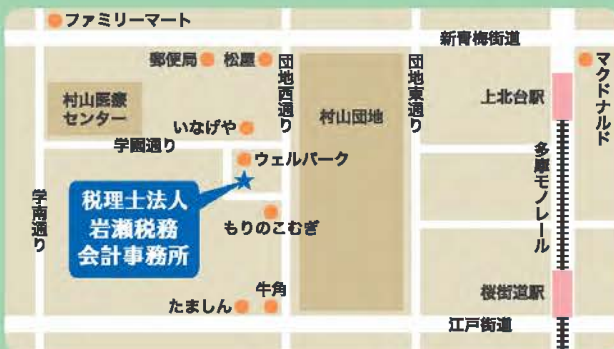 ファミリーマート
新青梅街道
郵便局
松屋
団地西通り
団地東通り
マクドナルド
村山医療
センター
上北台駅
いなげや
村山団地
学園通り
ウェルパーク
多摩モノレール
学南通り
税理士法人
岩瀬税務
会計事務所
もりのこむぎ
牛角
桜街道駅
たましん
江戸街道